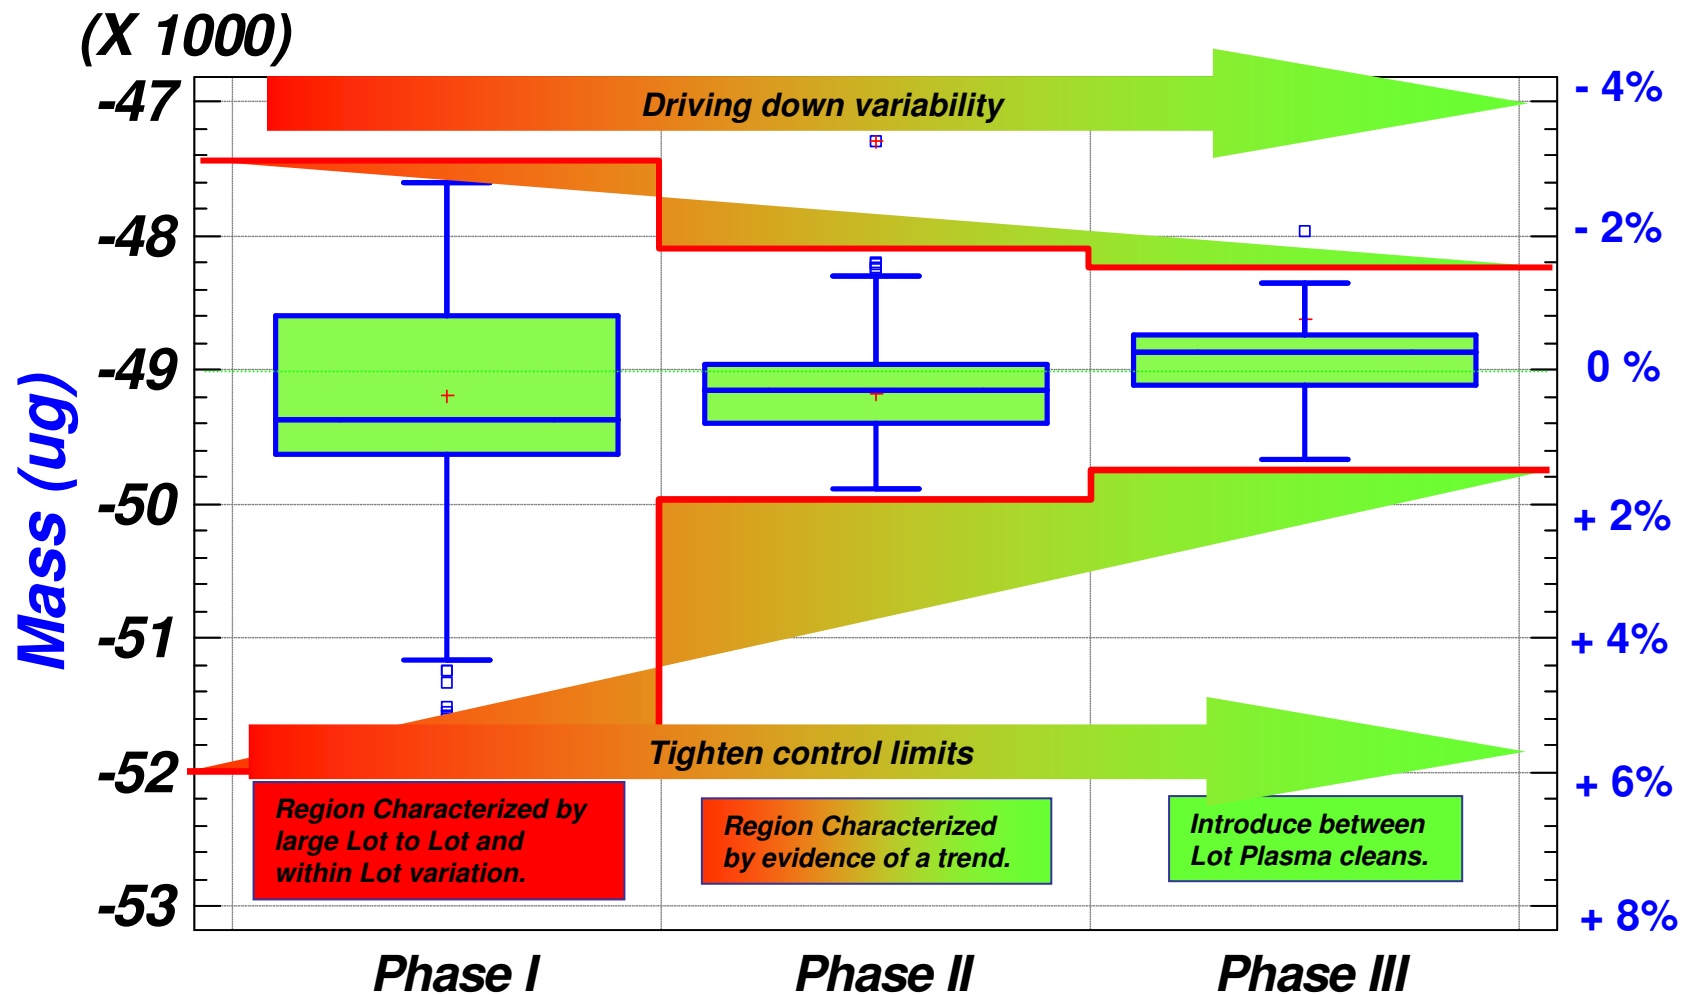 (X 1000)
-47
-48
-49
-50
-51
-52
-53
Mass (ug)
- 4%
- 2%
0 %
+ 2%
+ 4%
+ 6%
+ 8%
Driving down variability
Tighten control limits
Region Characterized by
large Lot to Lot and
within Lot variation.
Region Characterized
by evidence of a trend.
Introduce between
Lot Plasma cleans.
Phase I
Phase II
Phase III